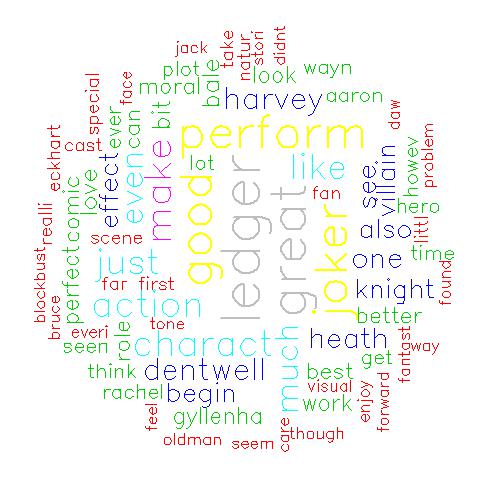 jack
take
natur
stori
didnt
plot
bale
look
wayn
special
face
moral
harvey
aaron
ever
can
bit
perform
daw
cast
eckhart
love
comic
effect
even
make
lot
like
see
villain
howev
problem
realli
good
ledger
great
fan
joker
hero
scene
also
littl
blockbust
bruce
perfect
just
one
time
far
first
knight
found
action
better
everi
tone
seen
role
charact
much
heath
fantast
way
think
dent
well
best
get
rachel
begin
visual
work
enjoy
forward
feel
gyllenha
oldman
seem
care
though